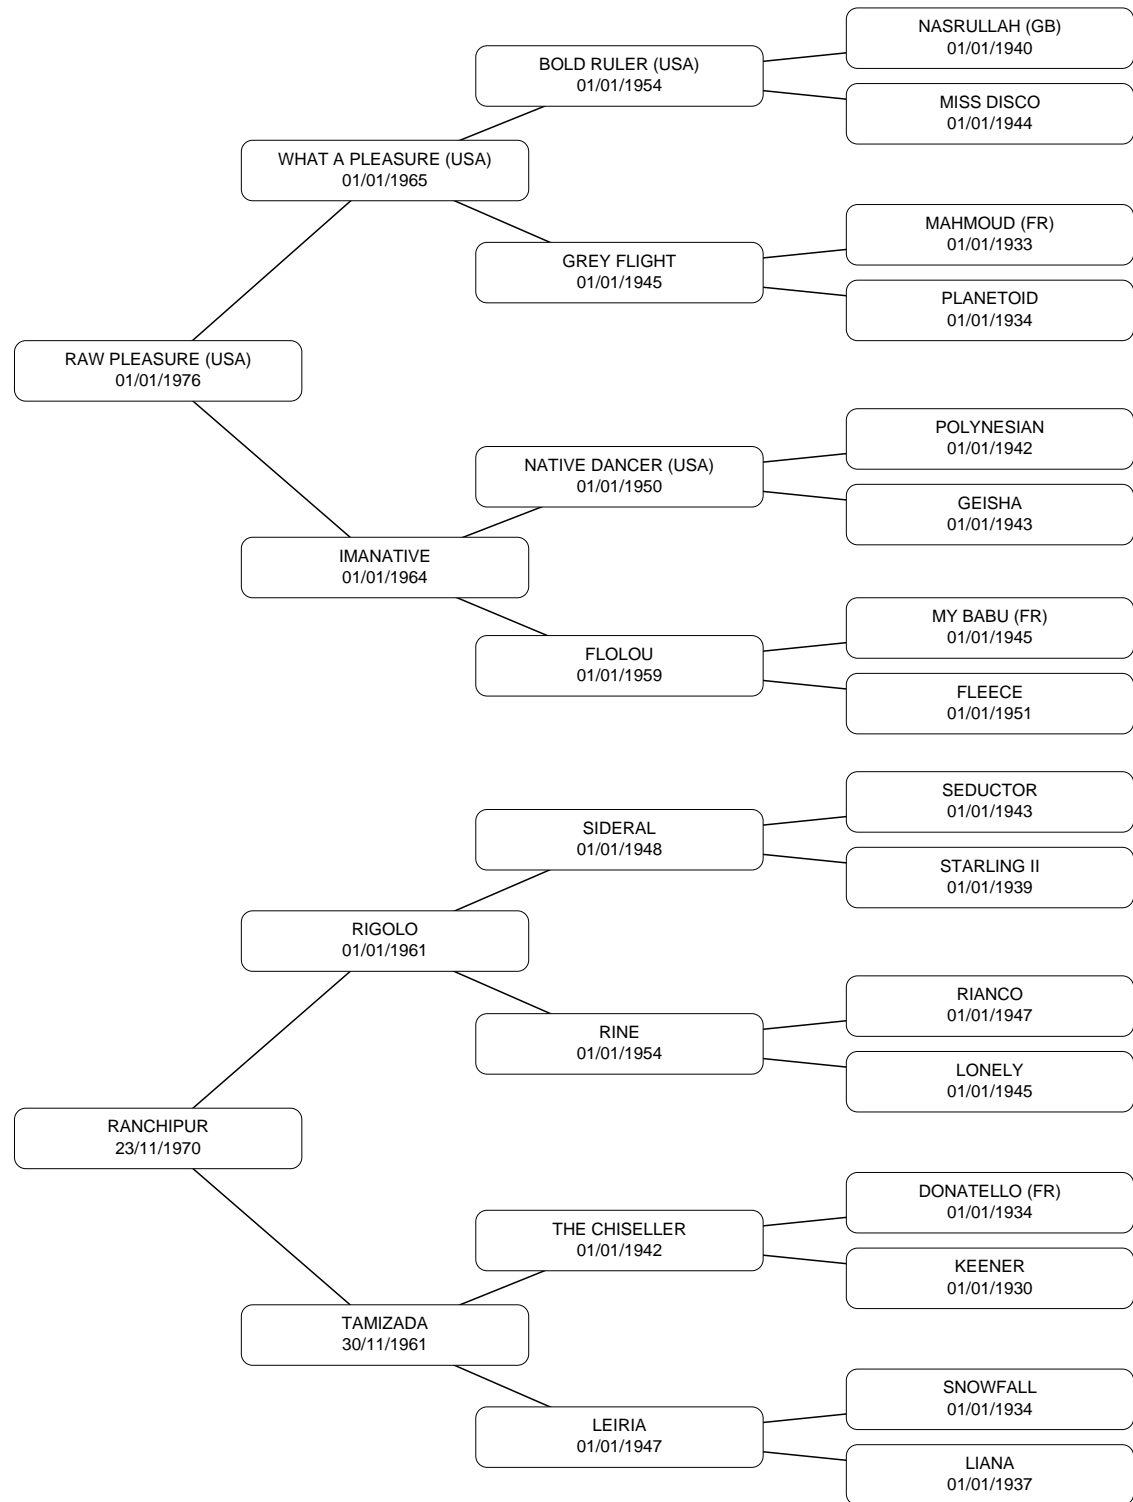 NASRULLAH (GB)
01/01/1940
BOLD RULER (USA)
01/01/1954
MISS DISCO
01/01/1944
WHAT A PLEASURE (USA)
01/01/1965
MAHMOUD (FR)
01/01/1933
GREY FLIGHT
01/01/1945
PLANETOID
01/01/1934
RAW PLEASURE (USA)
01/01/1976
POLYNESIAN
01/01/1942
NATIVE DANCER (USA)
01/01/1950
GEISHA
01/01/1943
IMANATIVE
01/01/1964
MY BABU (FR)
01/01/1945
FLOLOU
01/01/1959
FLEECE
01/01/1951
SEDUCTOR
01/01/1943
SIDERAL
01/01/1948
STARLING II
01/01/1939
RIGOLO
01/01/1961
RIANCO
01/01/1947
RINE
01/01/1954
LONELY
01/01/1945
RANCHIPUR
23/11/1970
DONATELLO (FR)
01/01/1934
THE CHISELLER
01/01/1942
KEENER
01/01/1930
TAMIZADA
30/11/1961
SNOWFALL
01/01/1934
LEIRIA
01/01/1947
LIANA
01/01/1937